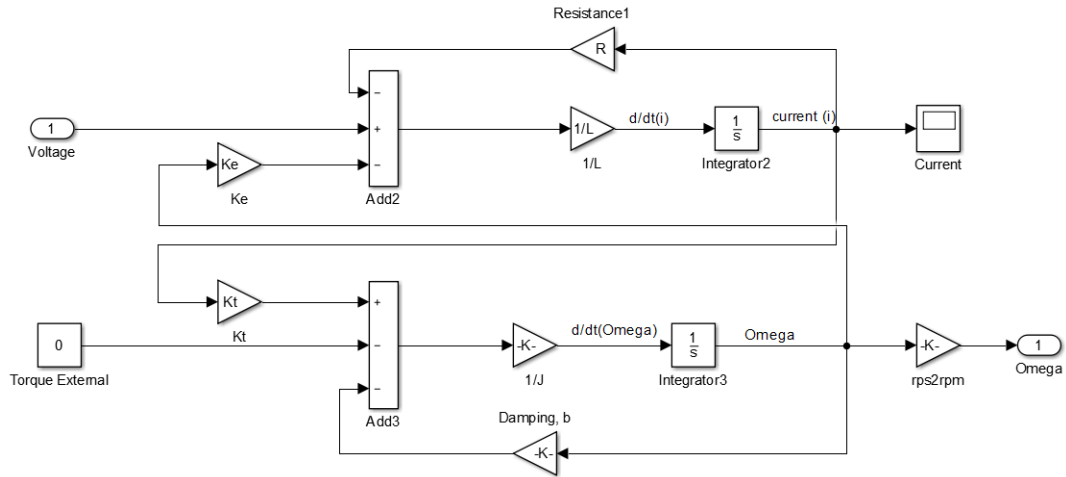 Resistance1
R
−
1
+
1/L
d/dt(i)
1
s
current (i)
Voltage
Ke
−
1/L
Integrator2
Current
Ke
Add2
Kt
+
d/dt(Omega)
Omega
0
Kt
−
-K-
1
s
-K-
1
Torque External
−
1/J
Integrator3
rps2rpm
Omega
Add3
Damping, b
-K-